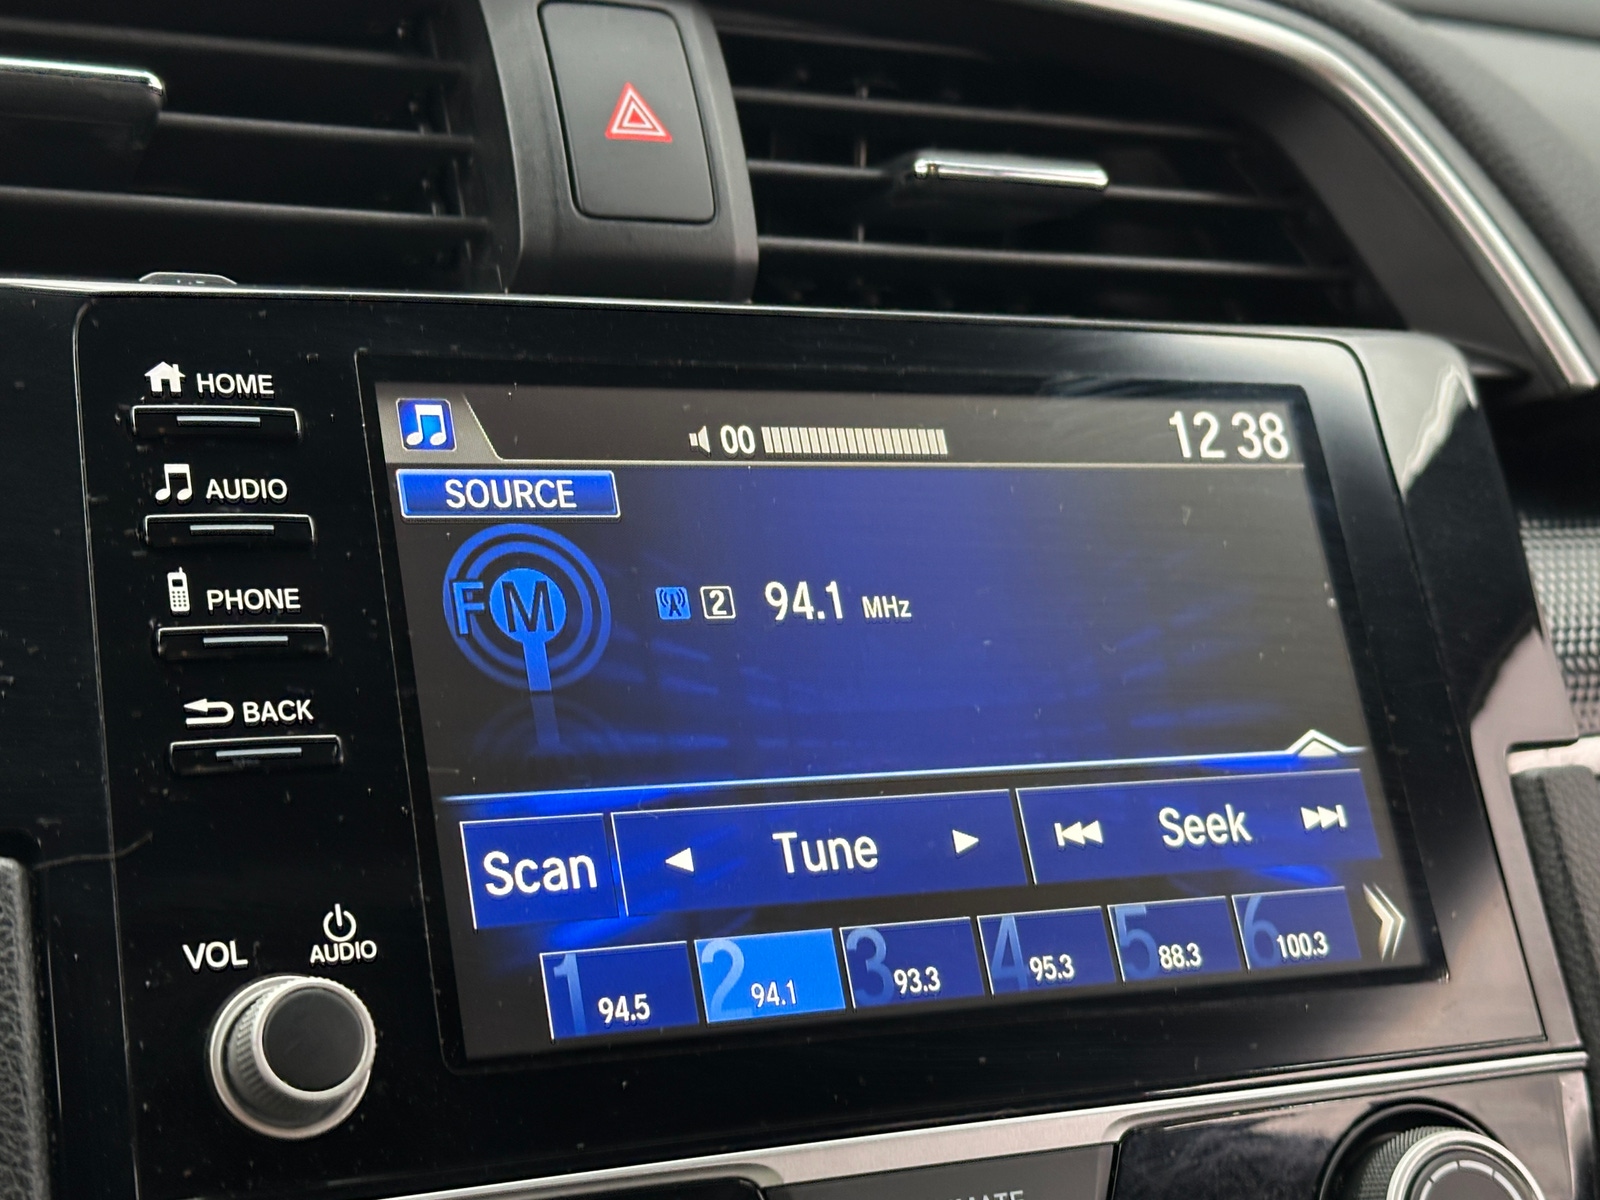 HOME
AUDIO
PHONE
BACK
VOL
AUDIO
00
12 38
SOURCE
FM
2 94.1 MHz
Scan
Tune
Seek
1 94.5
2 94.1
3 93.3
4 95.3
5 88.3
6 100.3